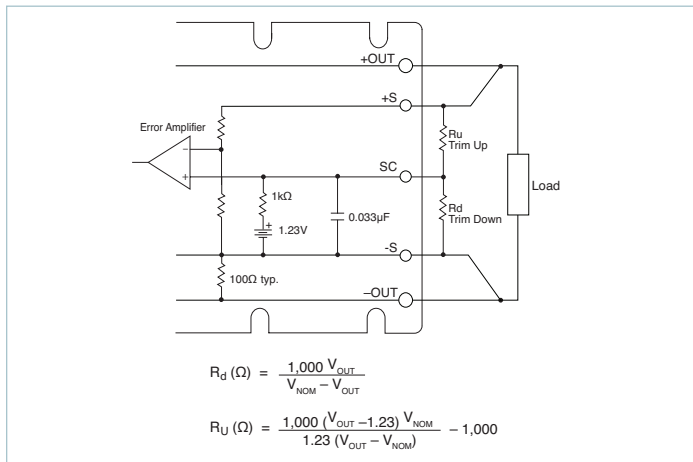 +OUT
+S
Error Amplifier
Ru
Trim Up
−
+
SC
1kΩ
+
1.23V
0.033µF
Rd
Trim Down
Load
-S
100Ω typ.
–OUT
Rd (Ω) = 1,000 VOUT / VNOM – VOUT
RU (Ω) = 1,000 (VOUT –1.23) VNOM / 1.23 (VOUT – VNOM) – 1,000